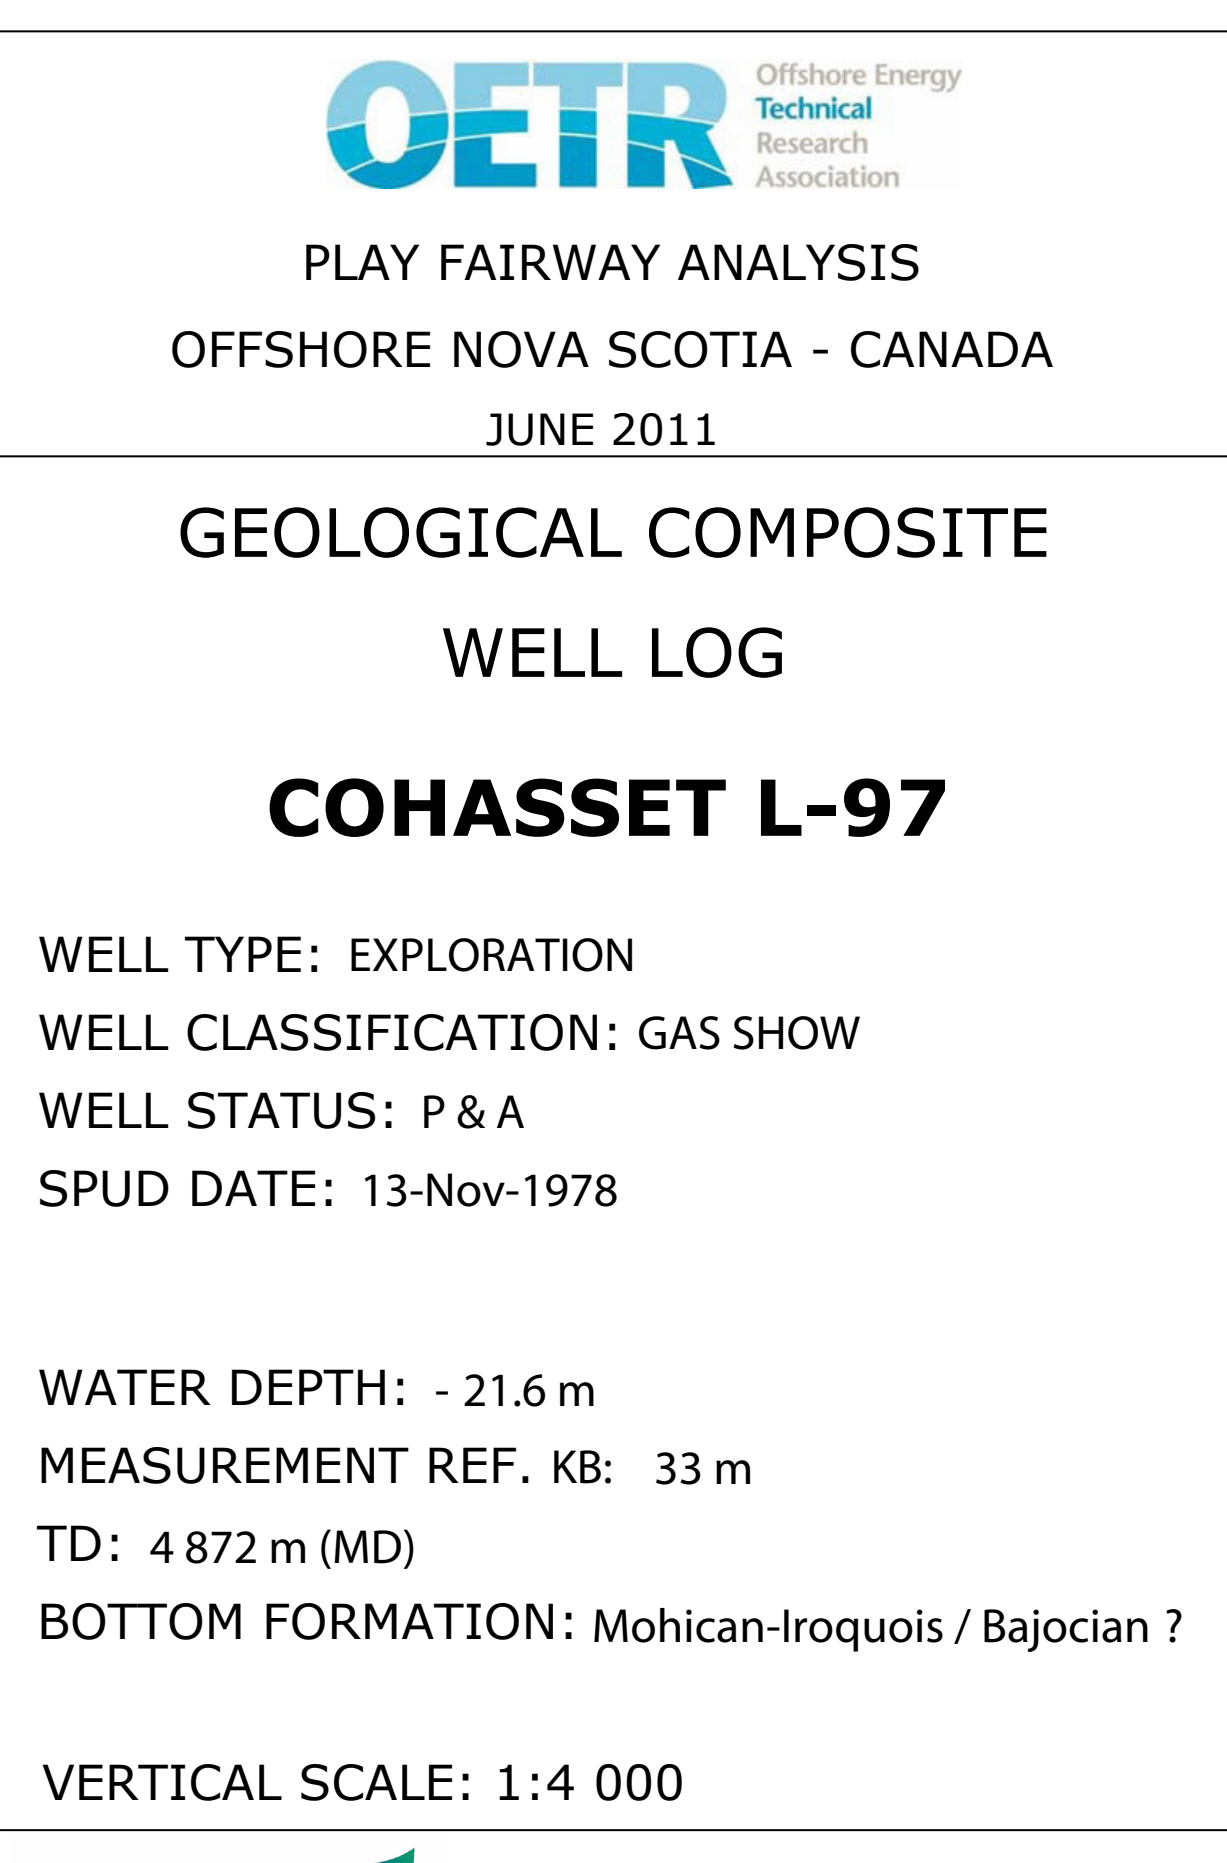 OETR
Offshore Energy
Technical
Research
Association
PLAY FAIRWAY ANALYSIS
OFFSHORE NOVA SCOTIA - CANADA
JUNE 2011
GEOLOGICAL COMPOSITE
WELL LOG
COHASSET L-97
WELL TYPE: EXPLORATION
WELL CLASSIFICATION: GAS SHOW
WELL STATUS: P & A
SPUD DATE: 13-Nov-1978
WATER DEPTH: - 21.6 m
MEASUREMENT REF. KB: 33 m
TD: 4 872 m (MD)
BOTTOM FORMATION: Mohican-Iroquois / Bajocian ?
VERTICAL SCALE: 1:4 000